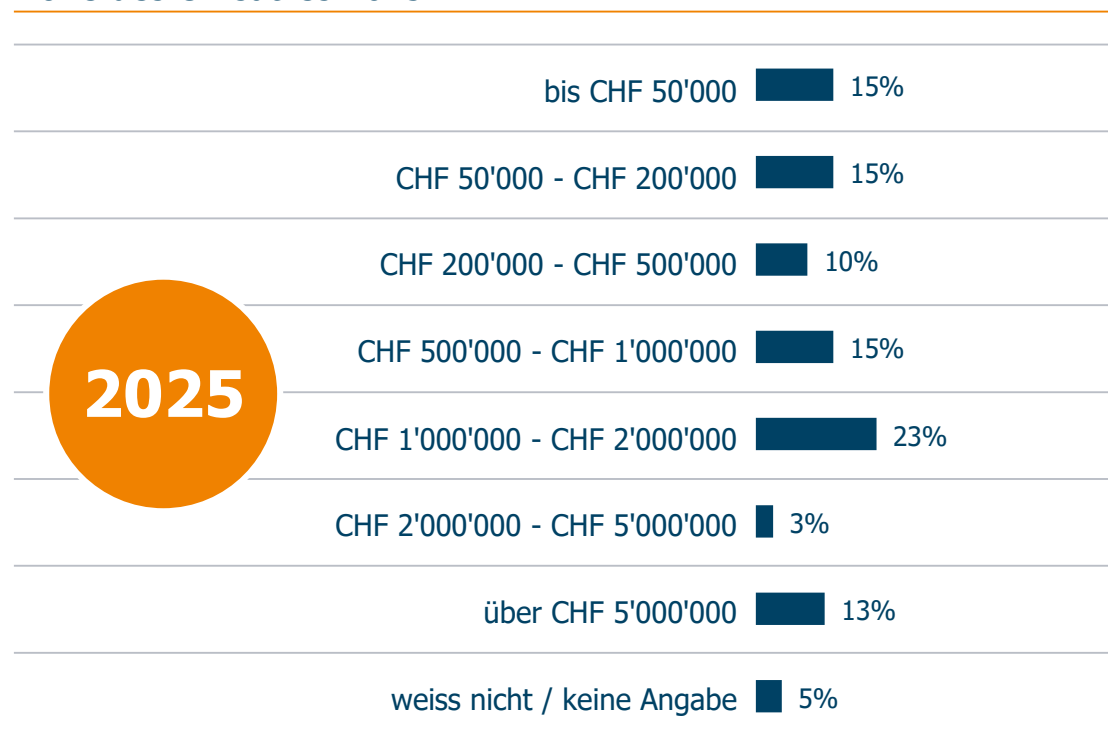 bis CHF 50'000 15%
CHF 50'000 - CHF 200'000 15%
CHF 200'000 - CHF 500'000 10%
CHF 500'000 - CHF 1'000'000 15%
2025
CHF 1'000'000 - CHF 2'000'000 23%
CHF 2'000'000 - CHF 5'000'000 3%
über CHF 5'000'000 13%
weiss nicht / keine Angabe 5%